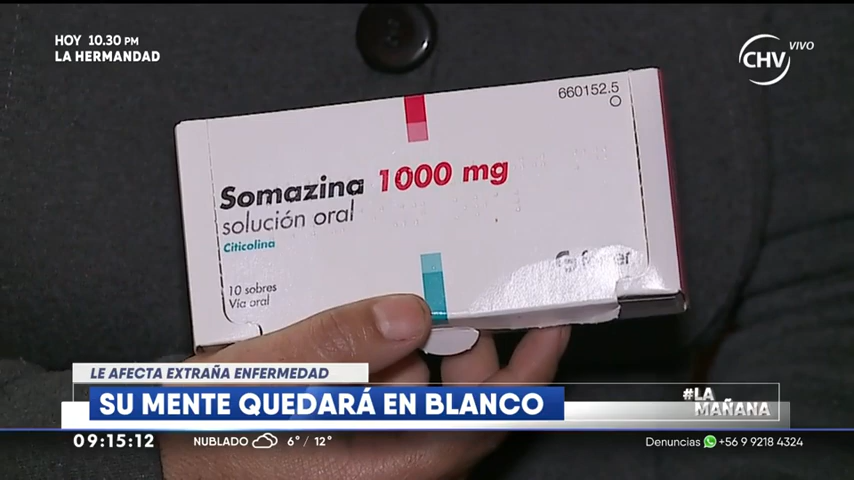 HOY 10.30 PM
LA HERMANDAD
CHV VIVO
660152.5
Somazina 1000 mg
solución oral
Citicolina
10 sobres
Vía oral
LE AFECTA EXTRAÑA ENFERMEDAD
SU MENTE QUEDARÁ EN BLANCO
#LA
MAÑANA
09:15:12
NUBLADO 6° / 12°
Denuncias +56 9 9218 4324